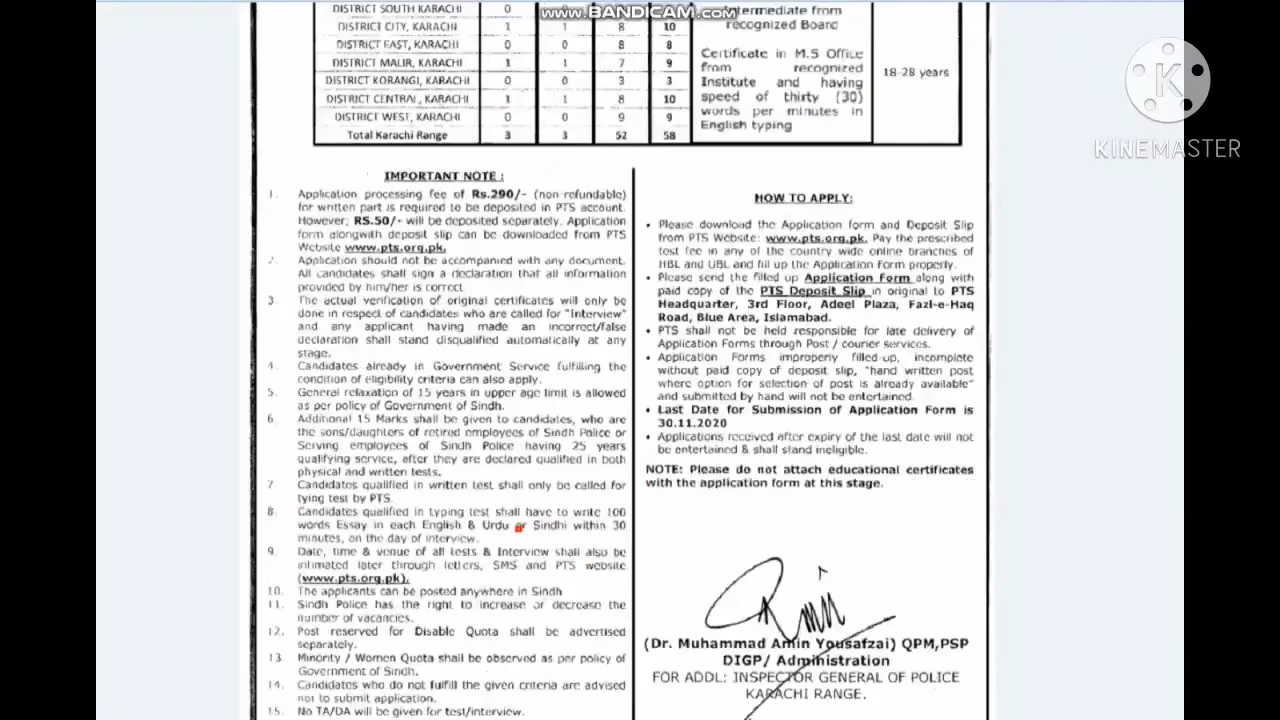 www.BANDICAM.com
DISTRICT SOUTH KARACHI 0
Intermediate from
recognized Board
DISTRICT CITY, KARACHI 1 1 8 10
DISTRICT EAST, KARACHI 0 0 8 8
DISTRICT MALIR, KARACHI 1 1 7 9
DISTRICT KORANGI, KARACHI 0 0 3 3
DISTRICT CENTRAL, KARACHI 1 1 8 10
DISTRICT WEST, KARACHI 0 0 9 9
Total Karachi Range 3 3 52 58
Certificate in M.S Office
from recognized
Institute and having
speed of thirty (30)
words per minutes in
English typing
18-28 years
KINEMASTER
IMPORTANT NOTE :
1. Application processing fee of Rs.290/- (non-refundable)
for written part is required to be deposited in PTS account.
However, RS.50/- will be deposited separately. Application
form alongwith deposit slip can be downloaded from PTS
Website www.pts.org.pk.
2. Application should not be accompanied with any document.
All candidates shall sign a declaration that all information
provided by him/her is correct.
3. The actual verification of original certificates will only be
done in respect of candidates who are called for "Interview"
and any applicant having made an incorrect/false
declaration shall stand disqualified automatically at any
stage.
4. Candidates already in Government Service fulfilling the
condition of eligibility criteria can also apply.
5. General relaxation of 15 years in upper age limit is allowed
as per policy of Government of Sindh.
6. Additional 15 Marks shall be given to candidates, who are
the sons/daughters of retired employees of Sindh Police or
Serving employees of Sindh Police having 25 years
qualifying service, after they are declared qualified in both
physical and written tests.
7. Candidates qualified in written test shall only be called for
tying test by PTS.
8. Candidates qualified in typing test shall have to write 100
words Essay in each English & Urdu or Sindhi within 30
minutes, on the day of interview.
9. Date, time & venue of all tests & Interview shall also be
intimated later through letters, SMS and PTS website
(www.pts.org.pk).
10. The applicants can be posted anywhere in Sindh
11. Sindh Police has the right to increase or decrease the
number of vacancies.
12. Post reserved for Disable Quota shall be advertised
separately.
13. Minority / Women Quota shall be observed as per policy of
Government of Sindh.
14. Candidates who do not fulfill the given criteria are advised
not to submit application.
15. No TA/DA will be given for test/interview.
HOW TO APPLY:
• Please download the Application form and Deposit Slip
from PTS Website: www.pts.org.pk. Pay the prescribed
test fee in any of the country wide online branches of
HBL and UBL and fill up the Application Form properly.
• Please send the filled up Application Form along with
paid copy of the PTS Deposit Slip in original to PTS
Headquarter, 3rd Floor, Adeel Plaza, Fazl-e-Haq
Road, Blue Area, Islamabad.
• PTS shall not be held responsible for late delivery of
Application Forms through Post / courier services.
• Application Forms improperly filled-up, incomplete
without paid copy of deposit slip, "hand written post
where option for selection of post is already available"
and submitted by hand will not be entertained.
• Last Date for Submission of Application Form is
30.11.2020
• Applications received after expiry of the last date will not
be entertained & shall stand ineligible.
NOTE: Please do not attach educational certificates
with the application form at this stage.
(Dr. Muhammad Amin Yousafzai) QPM,PSP
DIGP/ Administration
FOR ADDL: INSPECTOR GENERAL OF POLICE
KARACHI RANGE.